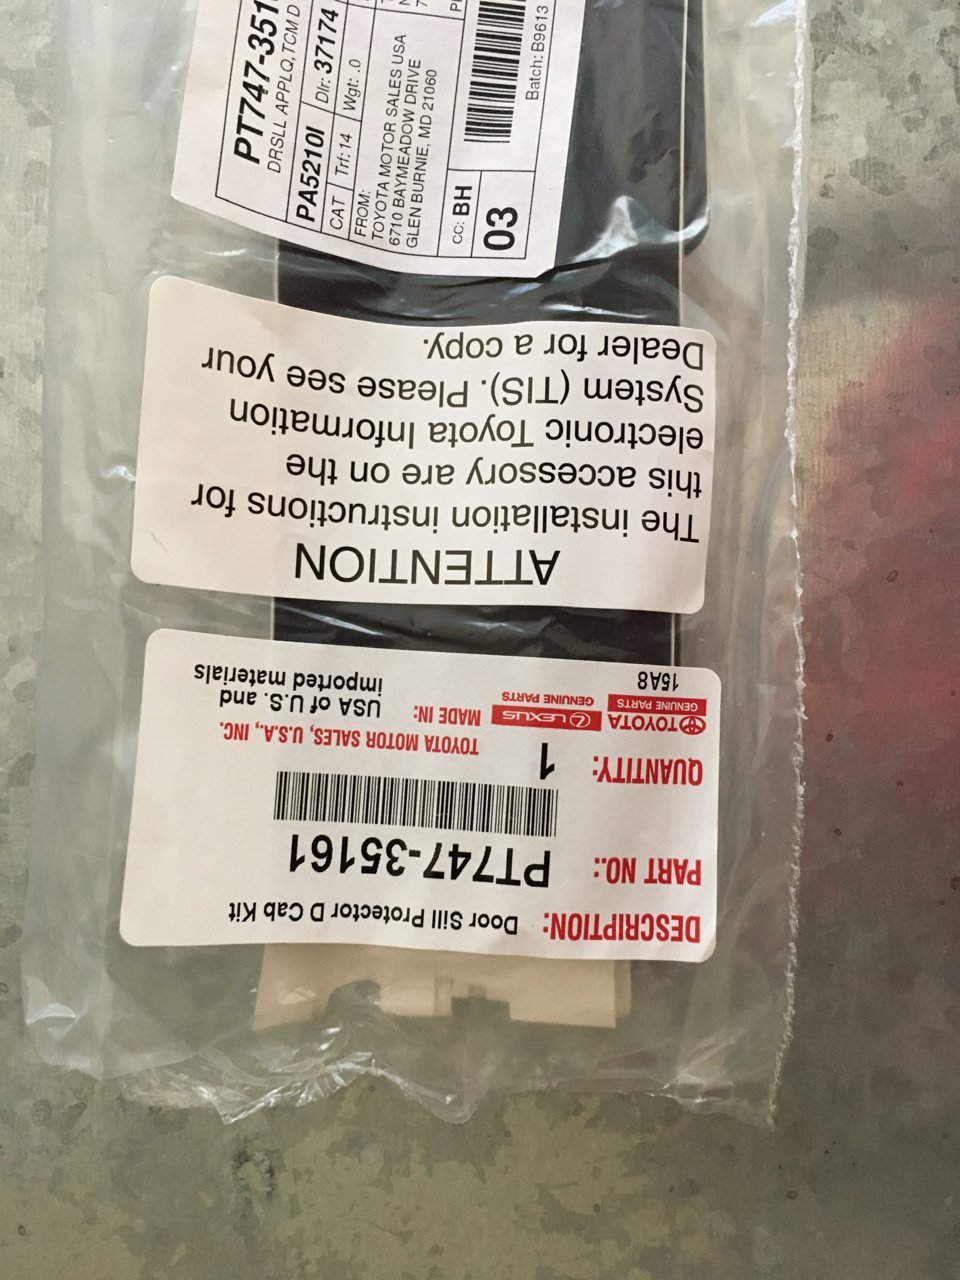 PT747-351
DRSLL APPLQ,TCM D
PA5210I
Dlr: 37174
CAT
Trf: 14
Wgt: .0
FROM:
TOYOTA MOTOR SALES USA
6710 BAYMEADOW DRIVE
GLEN BURNIE, MD 21060
CC: BH
03
Batch: B9613
ATTENTION
The installation instructions for
this accessory are on the
electronic Toyota Information
System (TIS). Please see your
Dealer for a copy.
DESCRIPTION: Door Sill Protector D Cab Kit
PART NO.: PT747-35161
QUANTITY: 1
TOYOTA MOTOR SALES, U.S.A., INC.
TOYOTA
GENUINE PARTS
LEXUS
GENUINE PARTS
MADE IN: USA of U.S. and
imported materials
15A8